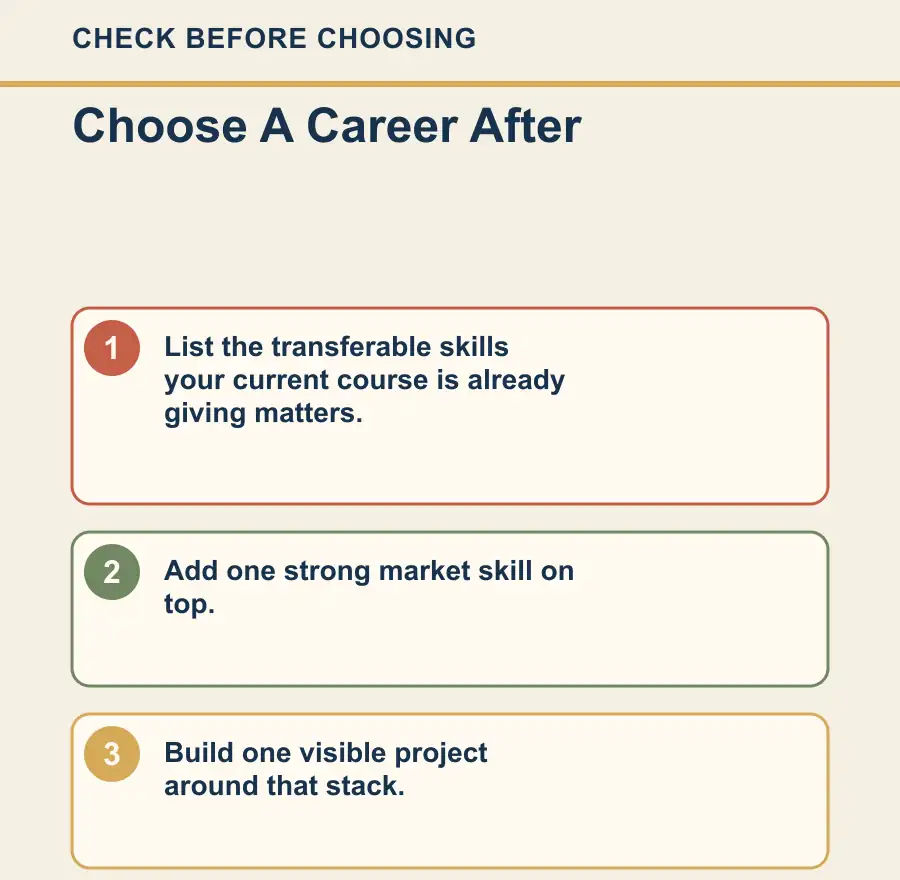 CHECK BEFORE CHOOSING
Choose A Career After
1
List the transferable skills
your current course is already
giving matters.
2
Add one strong market skill on
top.
3
Build one visible project
around that stack.